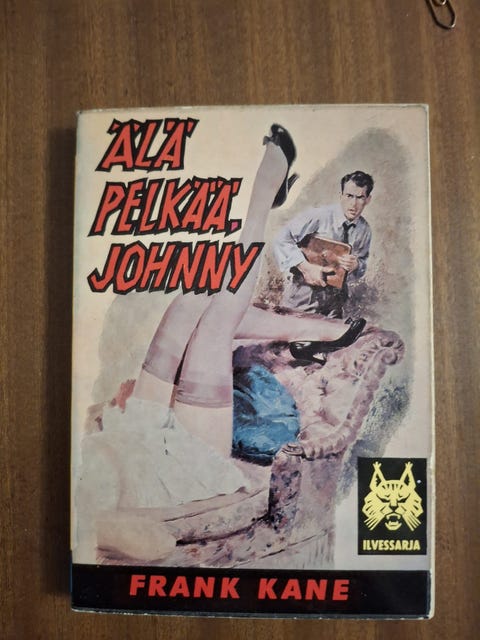 ÄLÄ
PELKÄÄ,
JOHNNY
ILVESSARJA
FRANK KANE